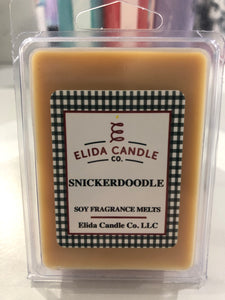 ELIDA CANDLE
CO.
SNICKERDOODLE
SOY FRAGRANCE MELTS
Elida Candle Co. LLC